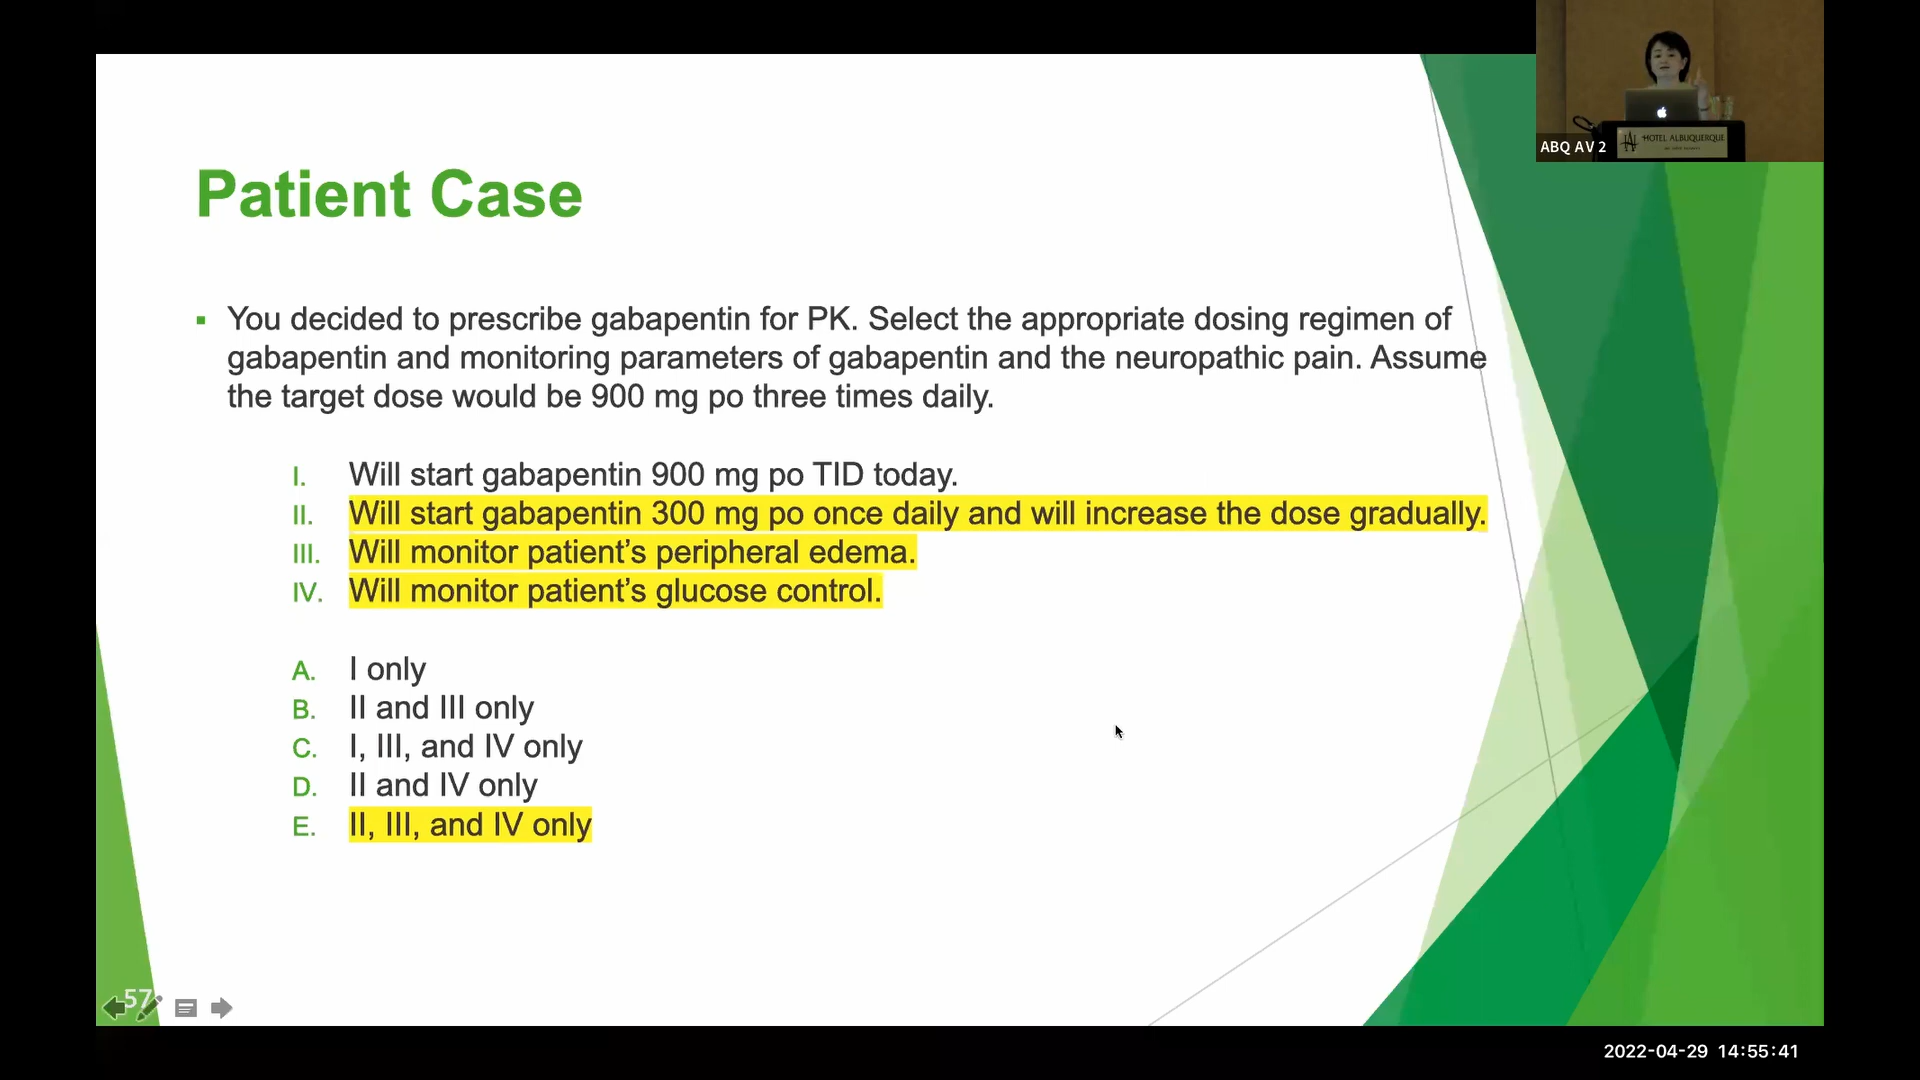 ABQ AV 2
HOTEL ALBUQUERQUE
Patient Case
You decided to prescribe gabapentin for PK. Select the appropriate dosing regimen of
gabapentin and monitoring parameters of gabapentin and the neuropathic pain. Assume
the target dose would be 900 mg po three times daily.
I. Will start gabapentin 900 mg po TID today.
II. Will start gabapentin 300 mg po once daily and will increase the dose gradually.
III. Will monitor patient’s peripheral edema.
IV. Will monitor patient’s glucose control.
A. I only
B. II and III only
C. I, III, and IV only
D. II and IV only
E. II, III, and IV only
57
2022-04-29 14:55:41